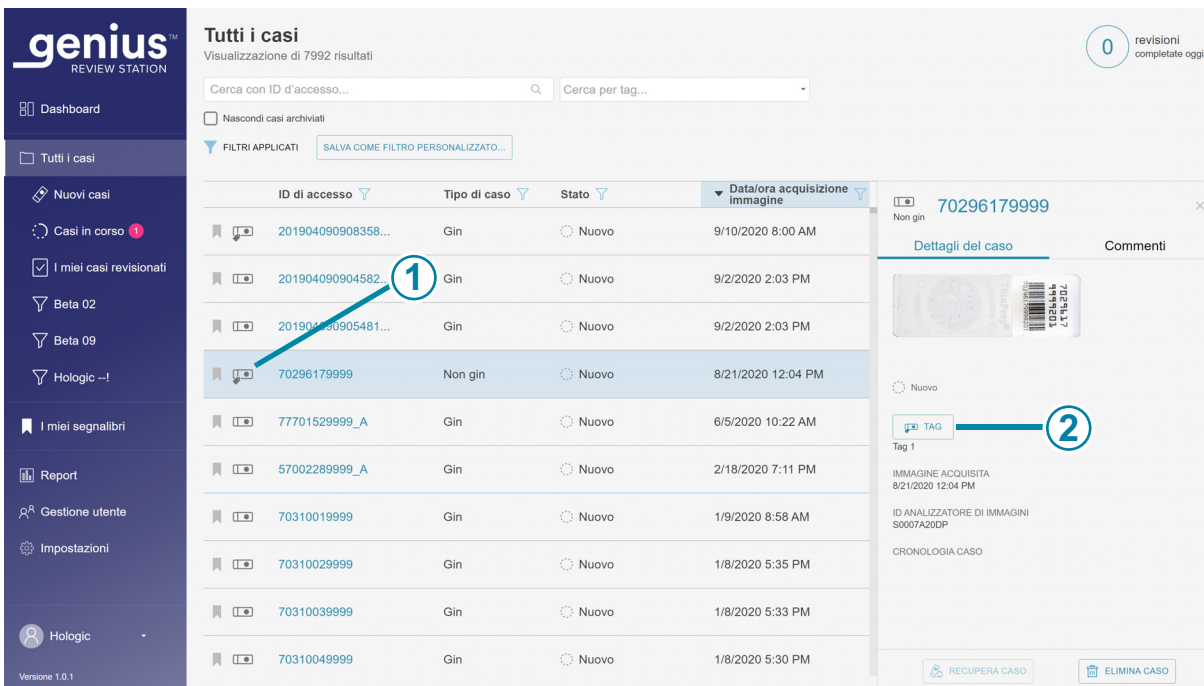 genius™
REVIEW STATION
Dashboard
Tutti i casi
Nuovi casi
Casi in corso 1
I miei casi revisionati
Beta 02
Beta 09
Hologic --!
I miei segnalibri
Report
Gestione utente
Impostazioni
Hologic
Versione 1.0.1
Tutti i casi
Visualizzazione di 7992 risultati
0 revisioni
completate oggi
Cerca con ID d'accesso... Cerca per tag...
Nascondi casi archiviati
FILTRI APPLICATI SALVA COME FILTRO PERSONALIZZATO...
ID di accesso Tipo di caso Stato Data/ora acquisizione
immagine
201904090908358... Gin Nuovo 9/10/2020 8:00 AM
201904090904582... Gin Nuovo 9/2/2020 2:03 PM
201904090905481... Gin Nuovo 9/2/2020 2:03 PM
70296179999 Non gin Nuovo 8/21/2020 12:04 PM
77701529999_A Gin Nuovo 6/5/2020 10:22 AM
57002289999_A Gin Nuovo 2/18/2020 7:11 PM
70310019999 Gin Nuovo 1/9/2020 8:58 AM
70310029999 Gin Nuovo 1/8/2020 5:35 PM
70310039999 Gin Nuovo 1/8/2020 5:33 PM
70310049999 Gin Nuovo 1/8/2020 5:30 PM
1
Non gin
70296179999
Dettagli del caso Commenti
ThinPrep
7029617
9999201
Nuovo
TAG
2
Tag 1
IMMAGINE ACQUISITA
8/21/2020 12:04 PM
ID ANALIZZATORE DI IMMAGINI
S0007A20DP
CRONOLOGIA CASO
RECUPERA CASO ELIMINA CASO